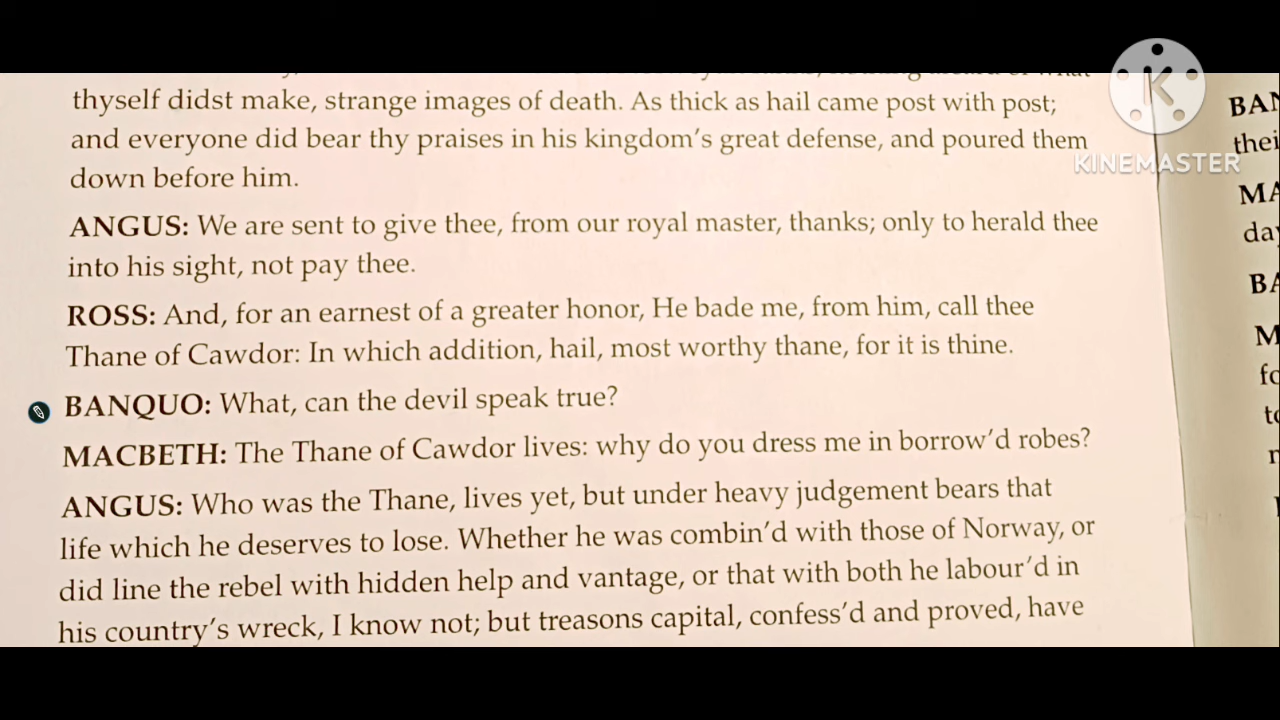 thyself didst make, strange images of death. As thick as hail came post with post;
and everyone did bear thy praises in his kingdom's great defense, and poured them
down before him.
ANGUS: We are sent to give thee, from our royal master, thanks; only to herald thee
into his sight, not pay thee.
ROSS: And, for an earnest of a greater honor, He bade me, from him, call thee
Thane of Cawdor: In which addition, hail, most worthy thane, for it is thine.
BANQUO: What, can the devil speak true?
MACBETH: The Thane of Cawdor lives: why do you dress me in borrow'd robes?
ANGUS: Who was the Thane, lives yet, but under heavy judgement bears that
life which he deserves to lose. Whether he was combin'd with those of Norway, or
did line the rebel with hidden help and vantage, or that with both he labour'd in
his country's wreck, I know not; but treasons capital, confess'd and proved, have
K
KINEMASTER